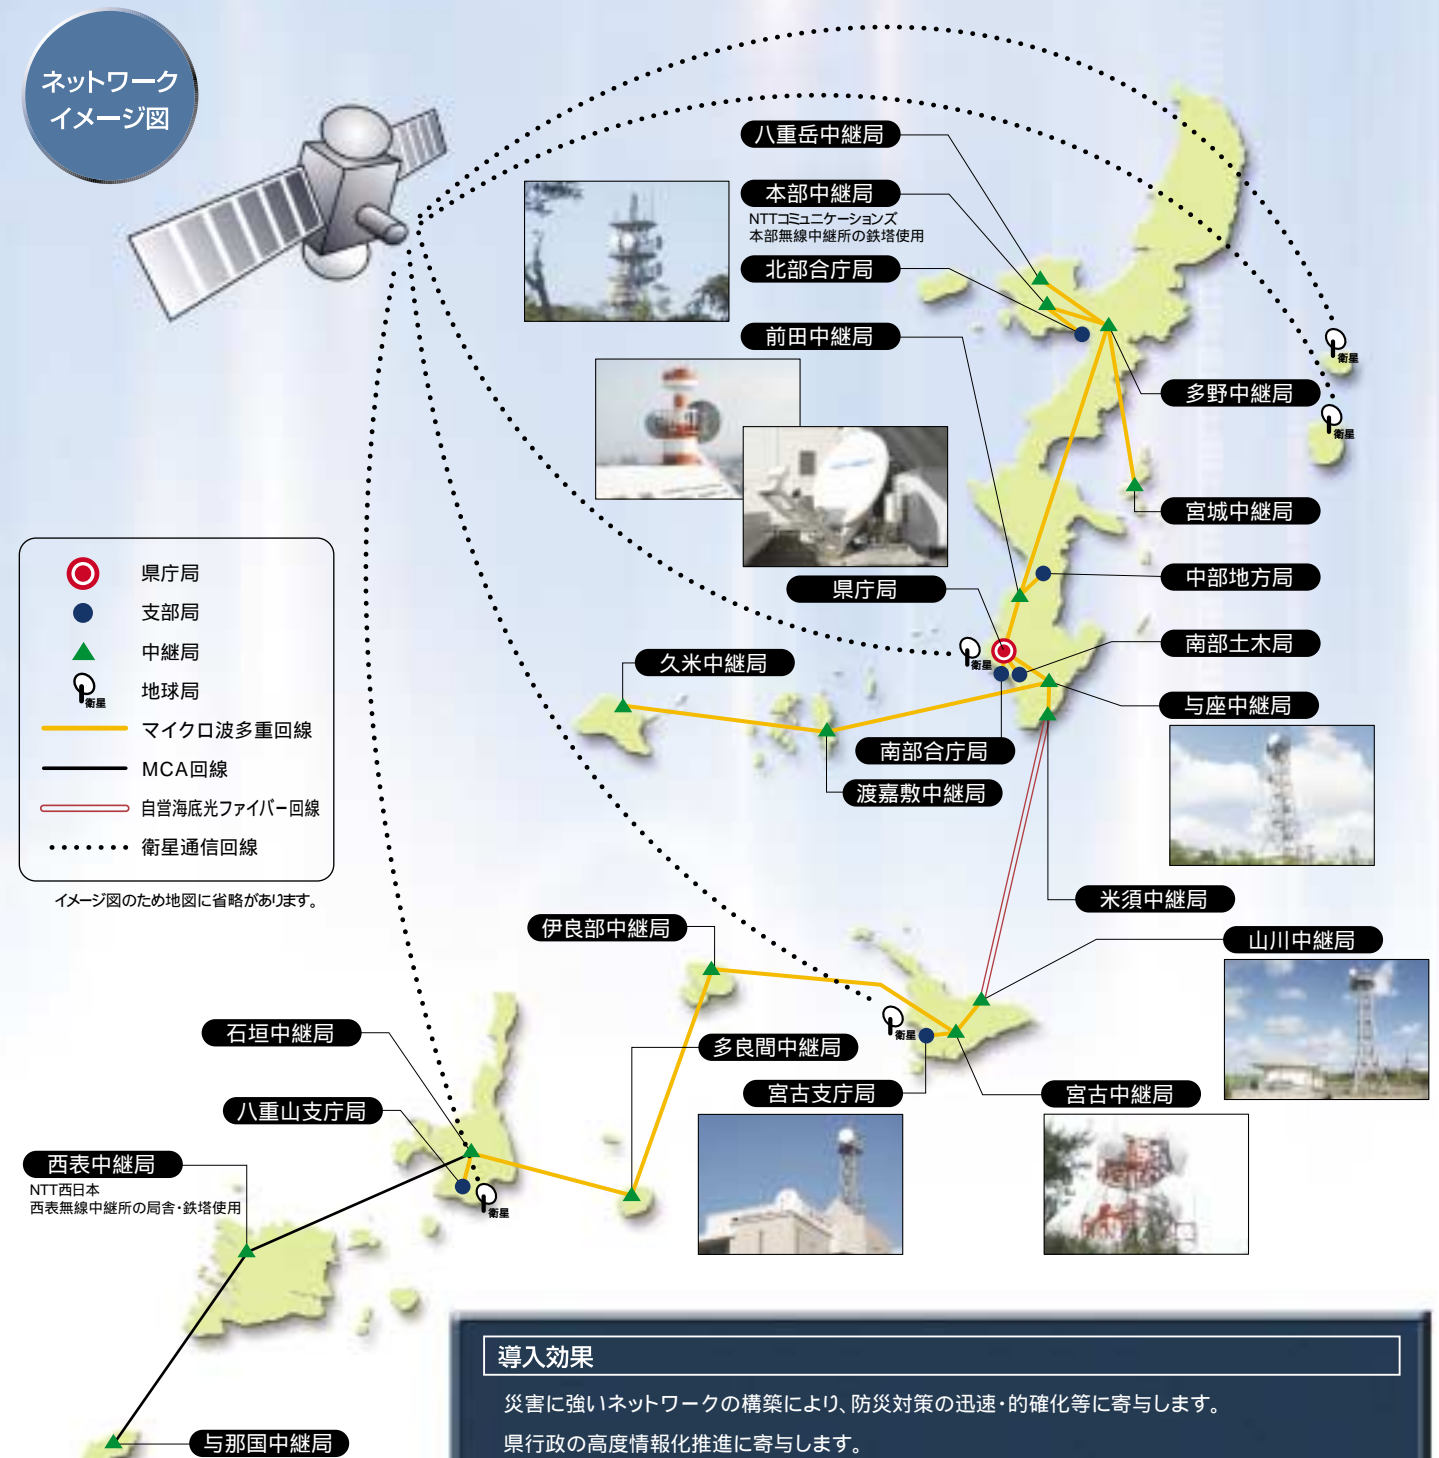 ネットワーク
イメージ図
八重岳中継局
本部中継局
NTTコミュニケーションズ
本部無線中継所の鉄塔使用
北部合庁局
前田中継局
衛星
多野中継局
衛星
宮城中継局
中部地方局
県庁局
南部土木局
衛星
久米中継局
与座中継局
南部合庁局
渡嘉敷中継局
県庁局
支部局
中継局
衛星
地球局
マイクロ波多重回線
MCA回線
自営海底光ファイバー回線
衛星通信回線
イメージ図のため地図に省略があります。
米須中継局
伊良部中継局
山川中継局
衛星
石垣中継局
多良間中継局
宮古支庁局
宮古中継局
八重山支庁局
西表中継局
NTT西日本
西表無線中継所の局舎・鉄塔使用
衛星
与那国中継局
導入効果
災害に強いネットワークの構築により、防災対策の迅速・的確化等に寄与します。
県行政の高度情報化推進に寄与します。